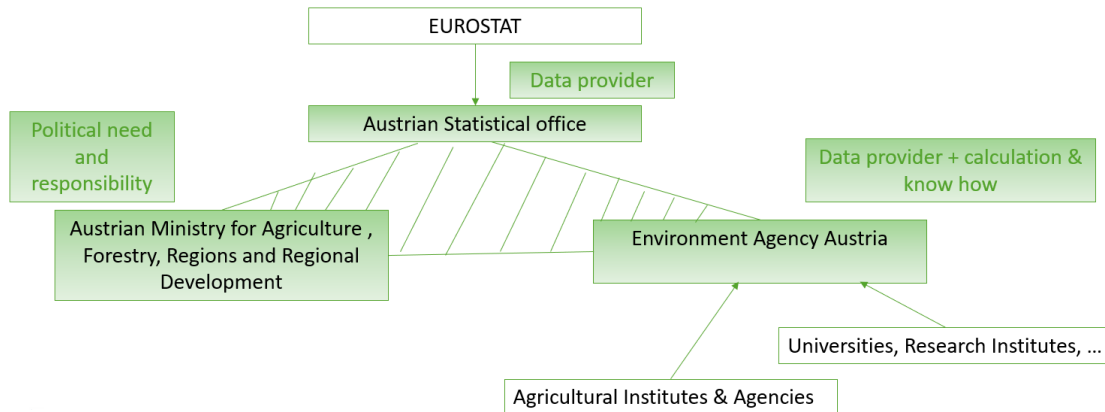 EUROSTAT
Data provider
Austrian Statistical office
Political need
and
responsibility
Data provider + calculation &
know how
Austrian Ministry for Agriculture ,
Forestry, Regions and Regional
Development
Environment Agency Austria
Universities, Research Institutes, ...
Agricultural Institutes & Agencies